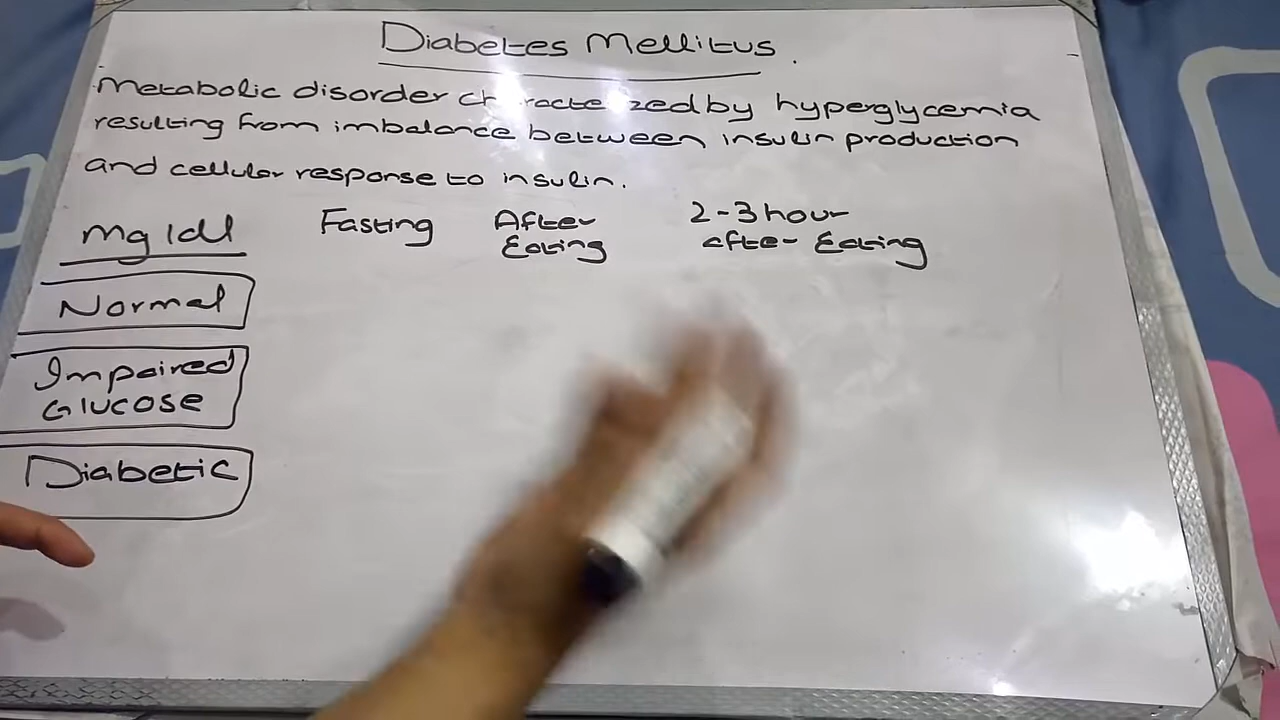 Diabetes Mellitus.
Metabolic disorder by hyperglycemia
resulting from imbalance between insulin production
and cellular response to insulin.
mg/dl Fasting After Eating 2-3 hour after Eating
Normal
Impaired
Glucose
Diabetic